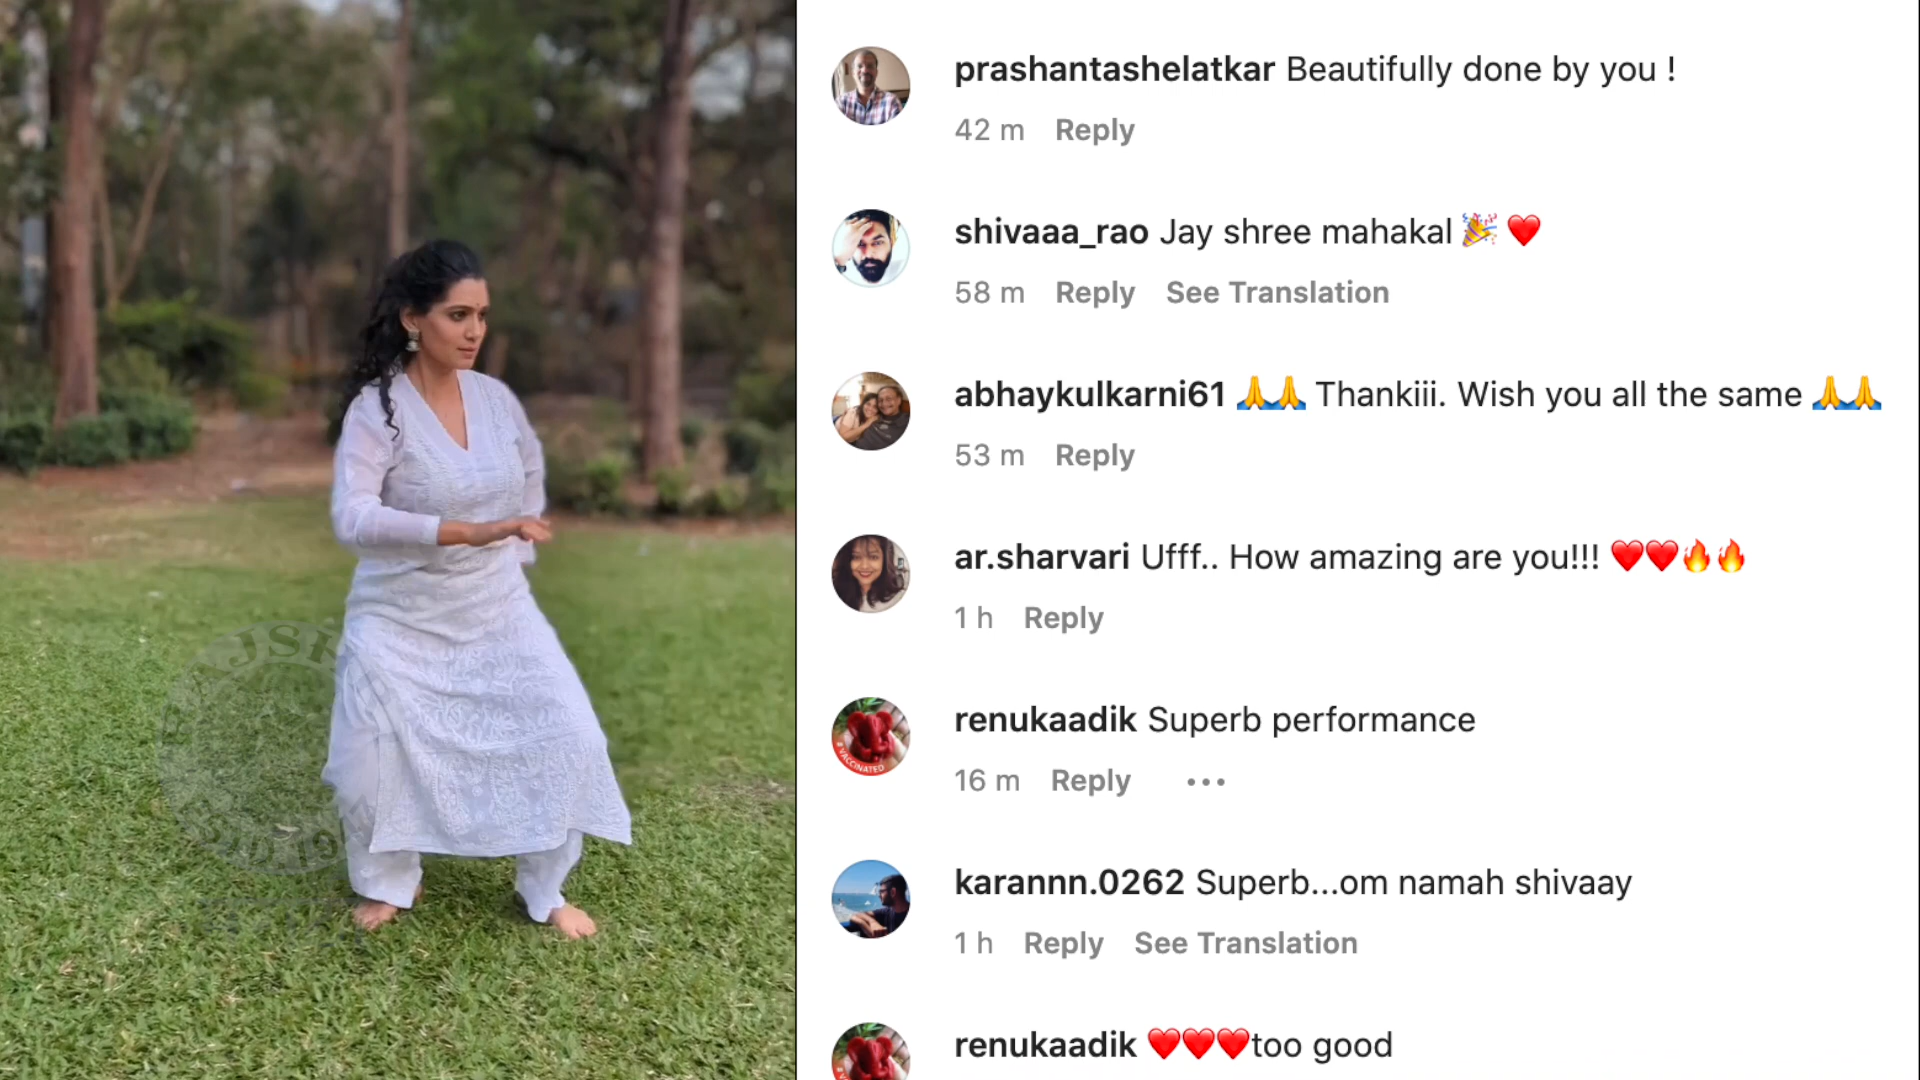 prashantashelatkar Beautifully done by you !
42 m Reply
shivaaa_rao Jay shree mahakal 🎉 ❤️
58 m Reply See Translation
abhaykulkarni61 🙏🙏 Thankiii. Wish you all the same 🙏🙏
53 m Reply
ar.sharvari Ufff.. How amazing are you!!! ❤️❤️🔥🔥
1 h Reply
renukaadik Superb performance
16 m Reply •••
#VACCINATED
karannn.0262 Superb...om namah shivaay
1 h Reply See Translation
renukaadik ❤️❤️❤️too good